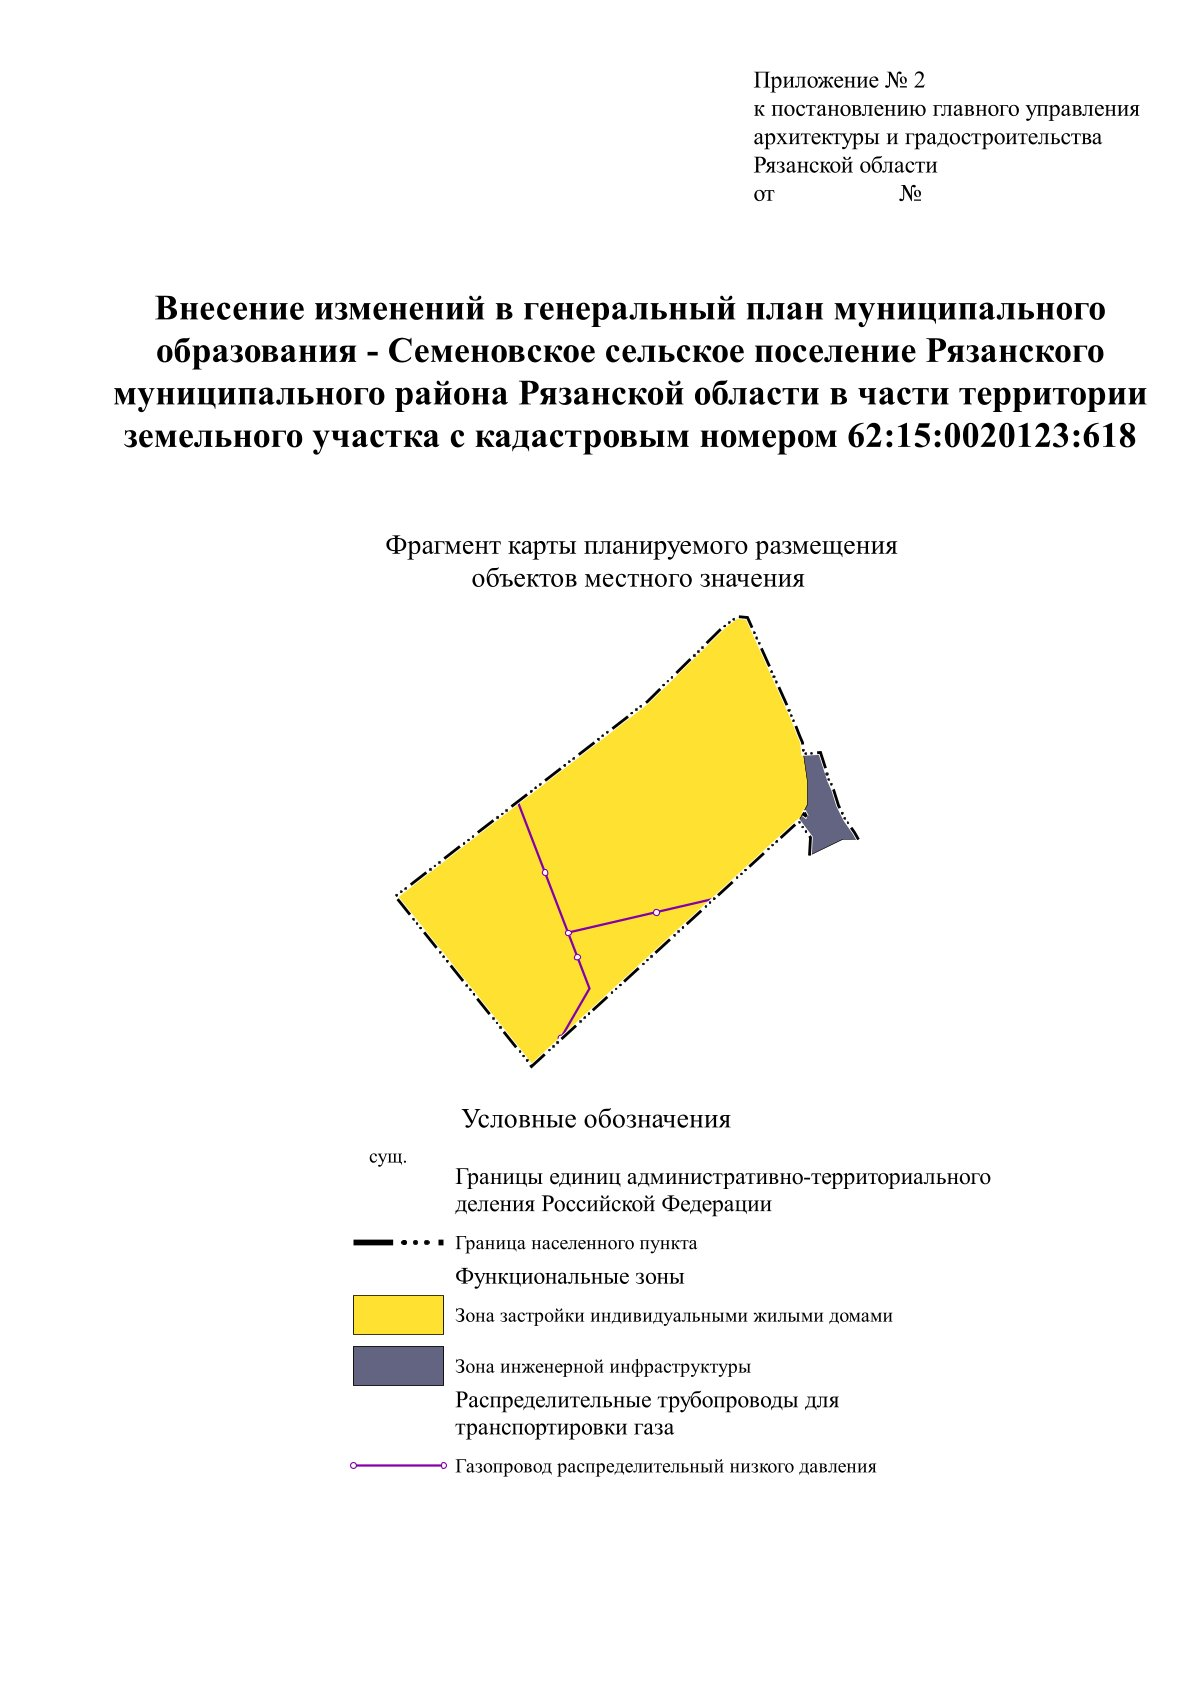 Приложение № 2
к постановлению главного управления
архитектуры и градостроительства
Рязанской области
от №
Внесение изменений в генеральный план муниципального
образования - Семеновское сельское поселение Рязанского
муниципального района Рязанской области в части территории
земельного участка с кадастровым номером 62:15:0020123:618
Фрагмент карты планируемого размещения
объектов местного значения
Условные обозначения
сущ.
Границы единиц административно-территориального
деления Российской Федерации
Граница населенного пункта
Функциональные зоны
Зона застройки индивидуальными жилыми домами
Зона инженерной инфраструктуры
Распределительные трубопроводы для
транспортировки газа
Газопровод распределительный низкого давления